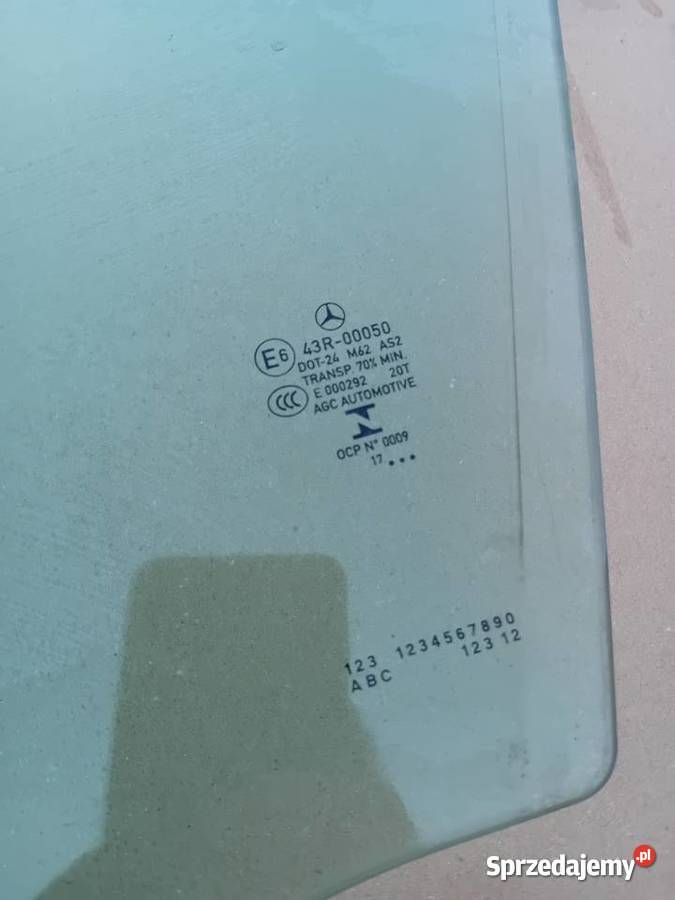 E6 43R-00050
DOT-24 M62 AS2
TRANSP. 70% MIN.
CCC E 000292 20T
AGC AUTOMOTIVE
OCP N° 0009
17 ...
123 1234567890
ABC 123 12
Sprzedajemy.pl